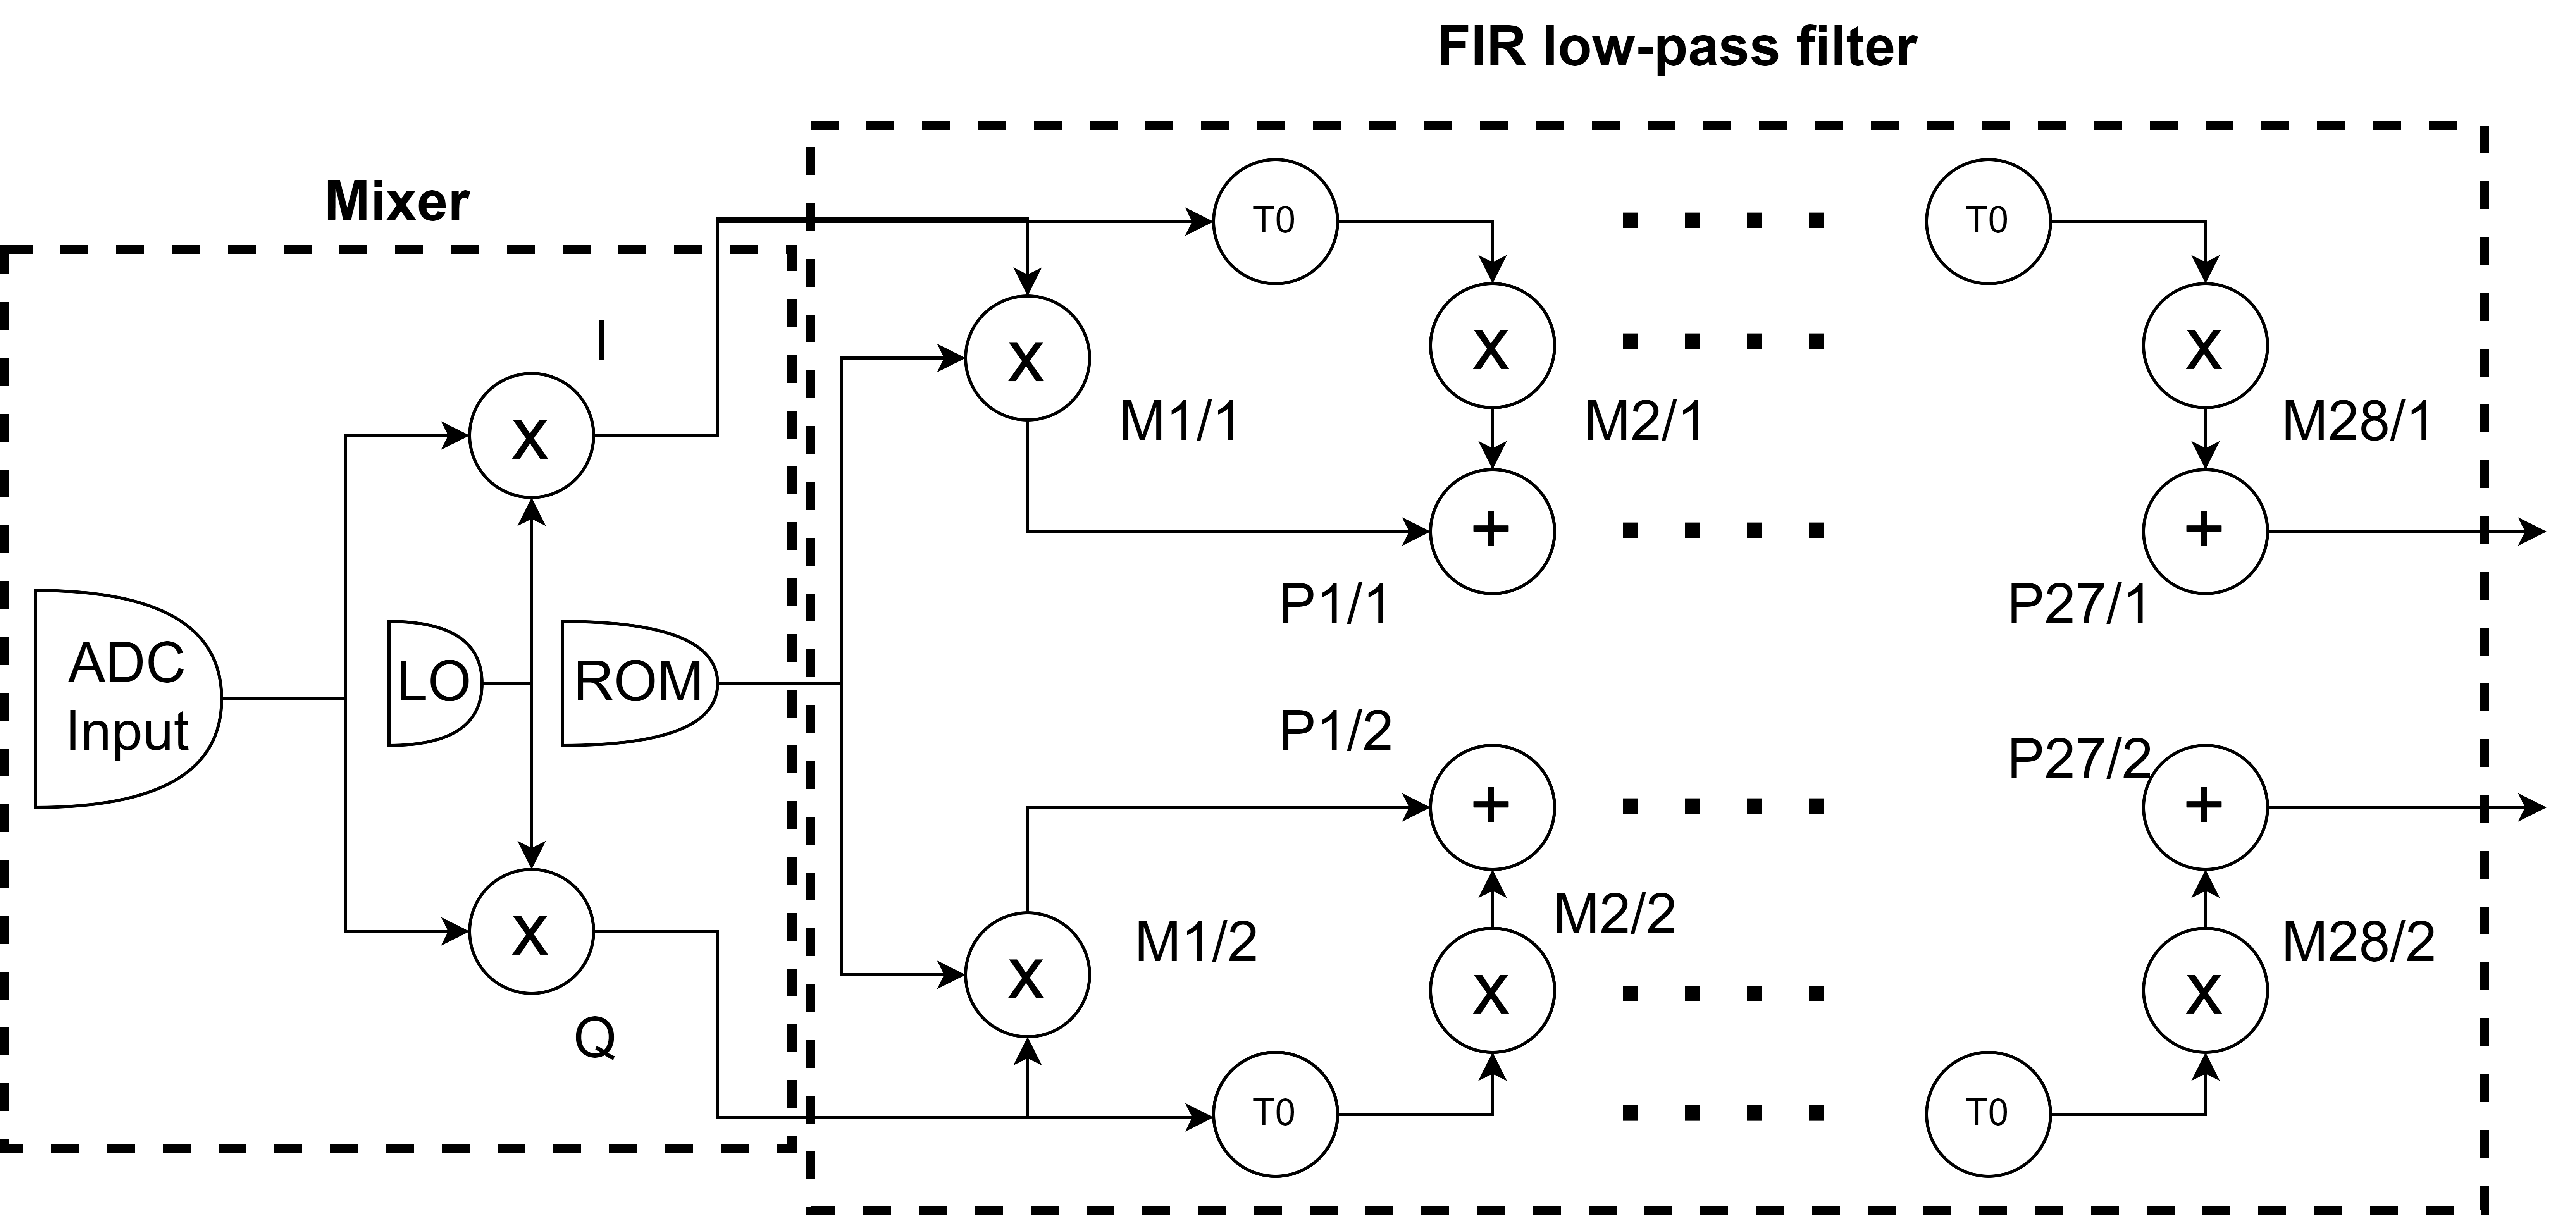 FIR low-pass filter
Mixer
T0
T0
I
x
x
x
M1/1
M2/1
M28/1
x
+
+
P1/1
P27/1
ADC
Input
LO
ROM
P1/2
P27/2
+
+
M2/2
x
M1/2
M28/2
x
x
x
Q
T0
T0